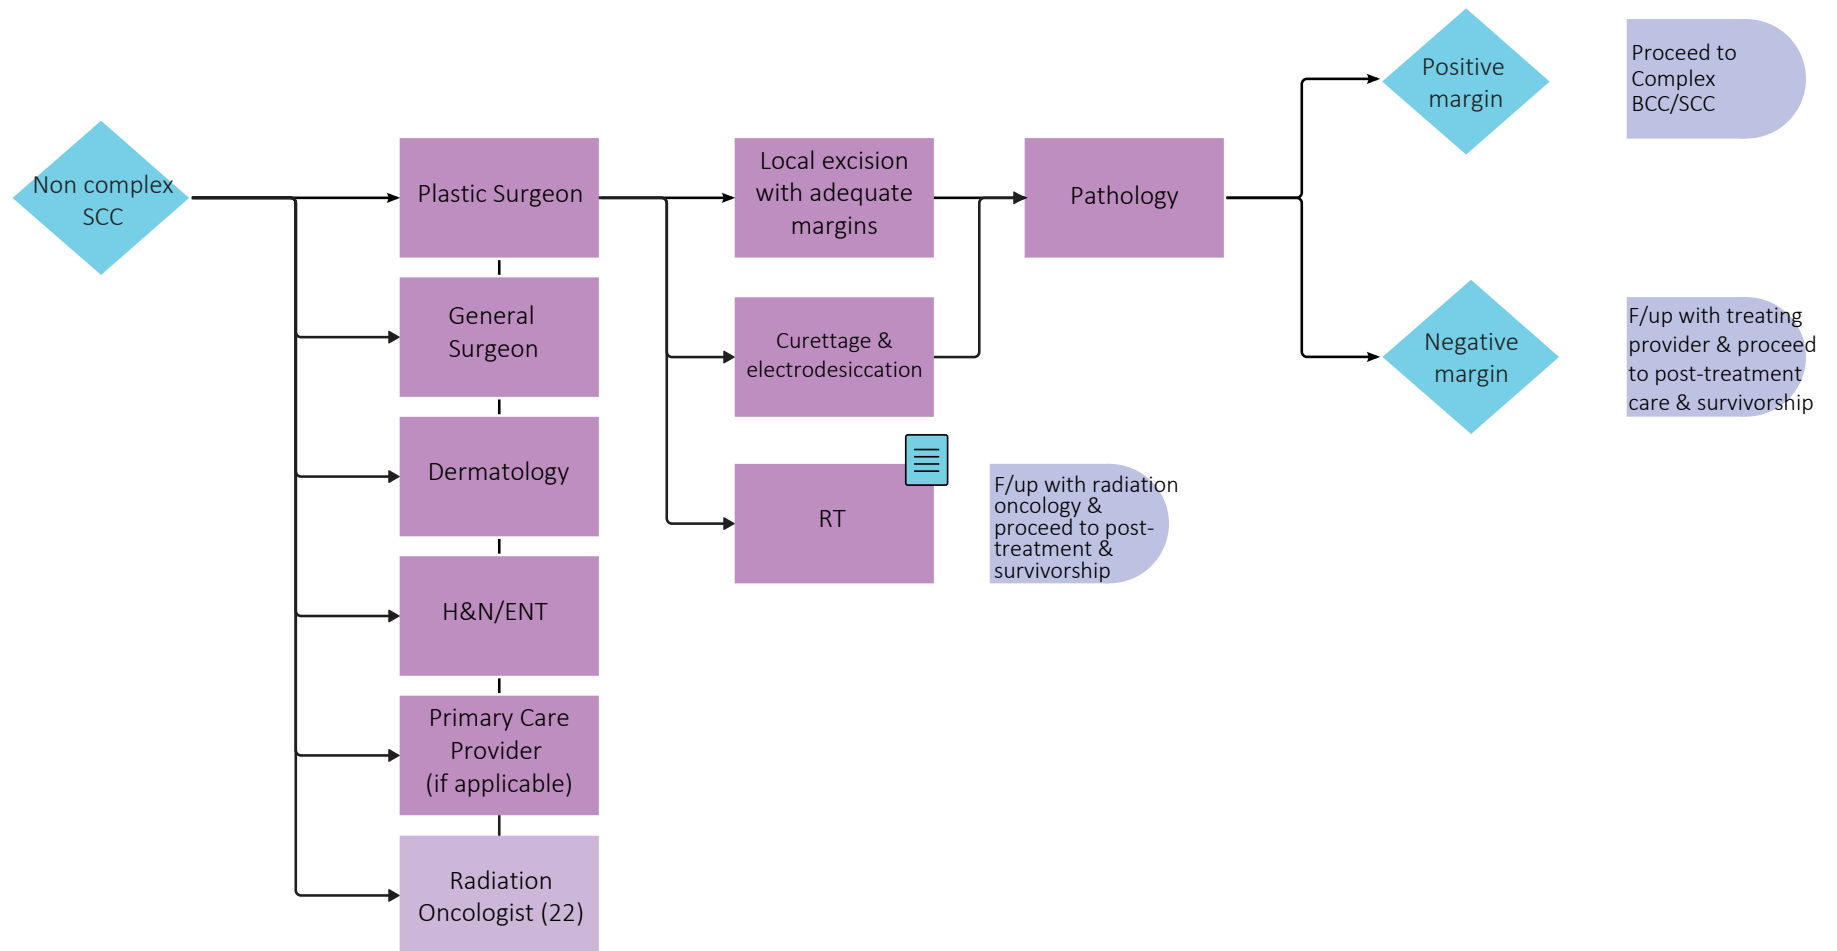 Non complex
SCC
Plastic Surgeon
General
Surgeon
Dermatology
H&N/ENT
Primary Care
Provider
(if applicable)
Radiation
Oncologist (22)
Local excision
with adequate
margins
Curettage &
electrodesiccation
RT
F/up with radiation
oncology &
proceed to post-
treatment &
survivorship
Pathology
Positive
margin
Proceed to
Complex
BCC/SCC
Negative
margin
F/up with treating
provider & proceed
to post-treatment
care & survivorship